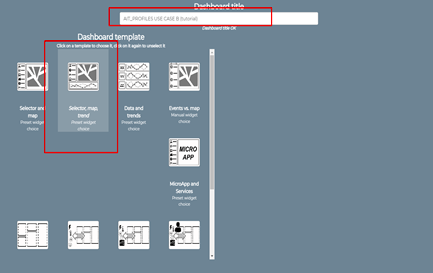 Dashboard title
AIT_PROFILES USE CASE B (tutorial)
Dashboard title OK
Dashboard template
Click on a template to choose it, click on it again to unselect it
Selector and map
Preset widget choice
Selector, map, trend
Preset widget choice
Data and trends
Preset widget choice
Events vs. map
Manual widget choice
MICRO
APP
MicroApp and Services
Preset widget choice